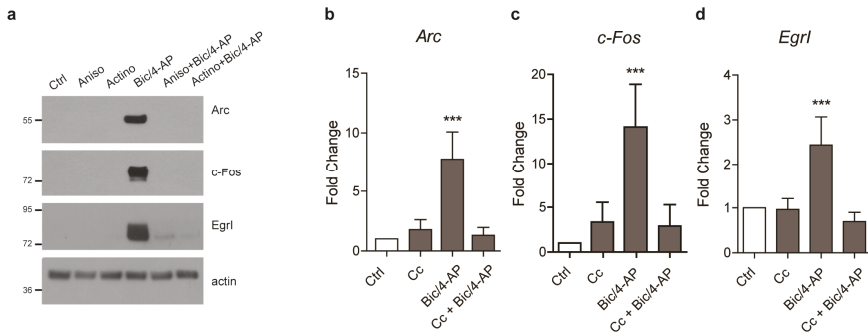 a
Ctrl
Aniso
Actino
Bic/4-AP
Aniso+Bic/4-AP
Actino+Bic/4-AP
55
Arc
72
c-Fos
95
72
EgrI
36
actin
b
Arc
Fold Change
15
10
5
0
***
Ctrl
Cc
Bic/4-AP
Cc + Bic/4-AP
c
c-Fos
Fold Change
20
15
10
5
0
***
Ctrl
Cc
Bic/4-AP
Cc + Bic/4-AP
d
EgrI
Fold Change
4
3
2
1
0
***
Ctrl
Cc
Bic/4-AP
Cc + Bic/4-AP